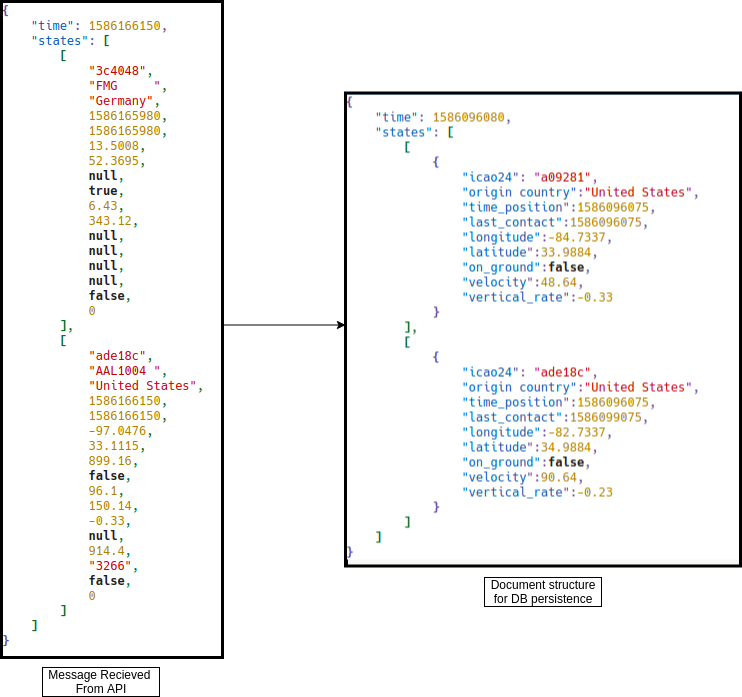 {
"time": 1586166150,
"states": [
[
"3c4048",
"FMG     ",
"Germany",
1586165980,
1586165980,
13.5008,
52.3695,
null,
true,
6.43,
343.12,
null,
null,
null,
null,
false,
0
],
[
"ade18c",
"AAL1004 ",
"United States",
1586166150,
1586166150,
-97.0476,
33.1115,
899.16,
false,
96.1,
150.14,
-0.33,
null,
914.4,
"3266",
false,
0
]
]
}
Message Recieved
From API
{
"time": 1586096080,
"states": [
[
{
"icao24": "a09281",
"origin country":"United States",
"time_position":1586096075,
"last_contact":1586096075,
"longitude":-84.7337,
"latitude":33.9884,
"on_ground":false,
"velocity":48.64,
"vertical_rate":-0.33
}
],
[
{
"icao24": "ade18c",
"origin country":"United States",
"time_position":1586096075,
"last_contact":1586099075,
"longitude":-82.7337,
"latitude":34.9884,
"on_ground":false,
"velocity":90.64,
"vertical_rate":-0.23
}
]
]
}
Document structure
for DB persistence